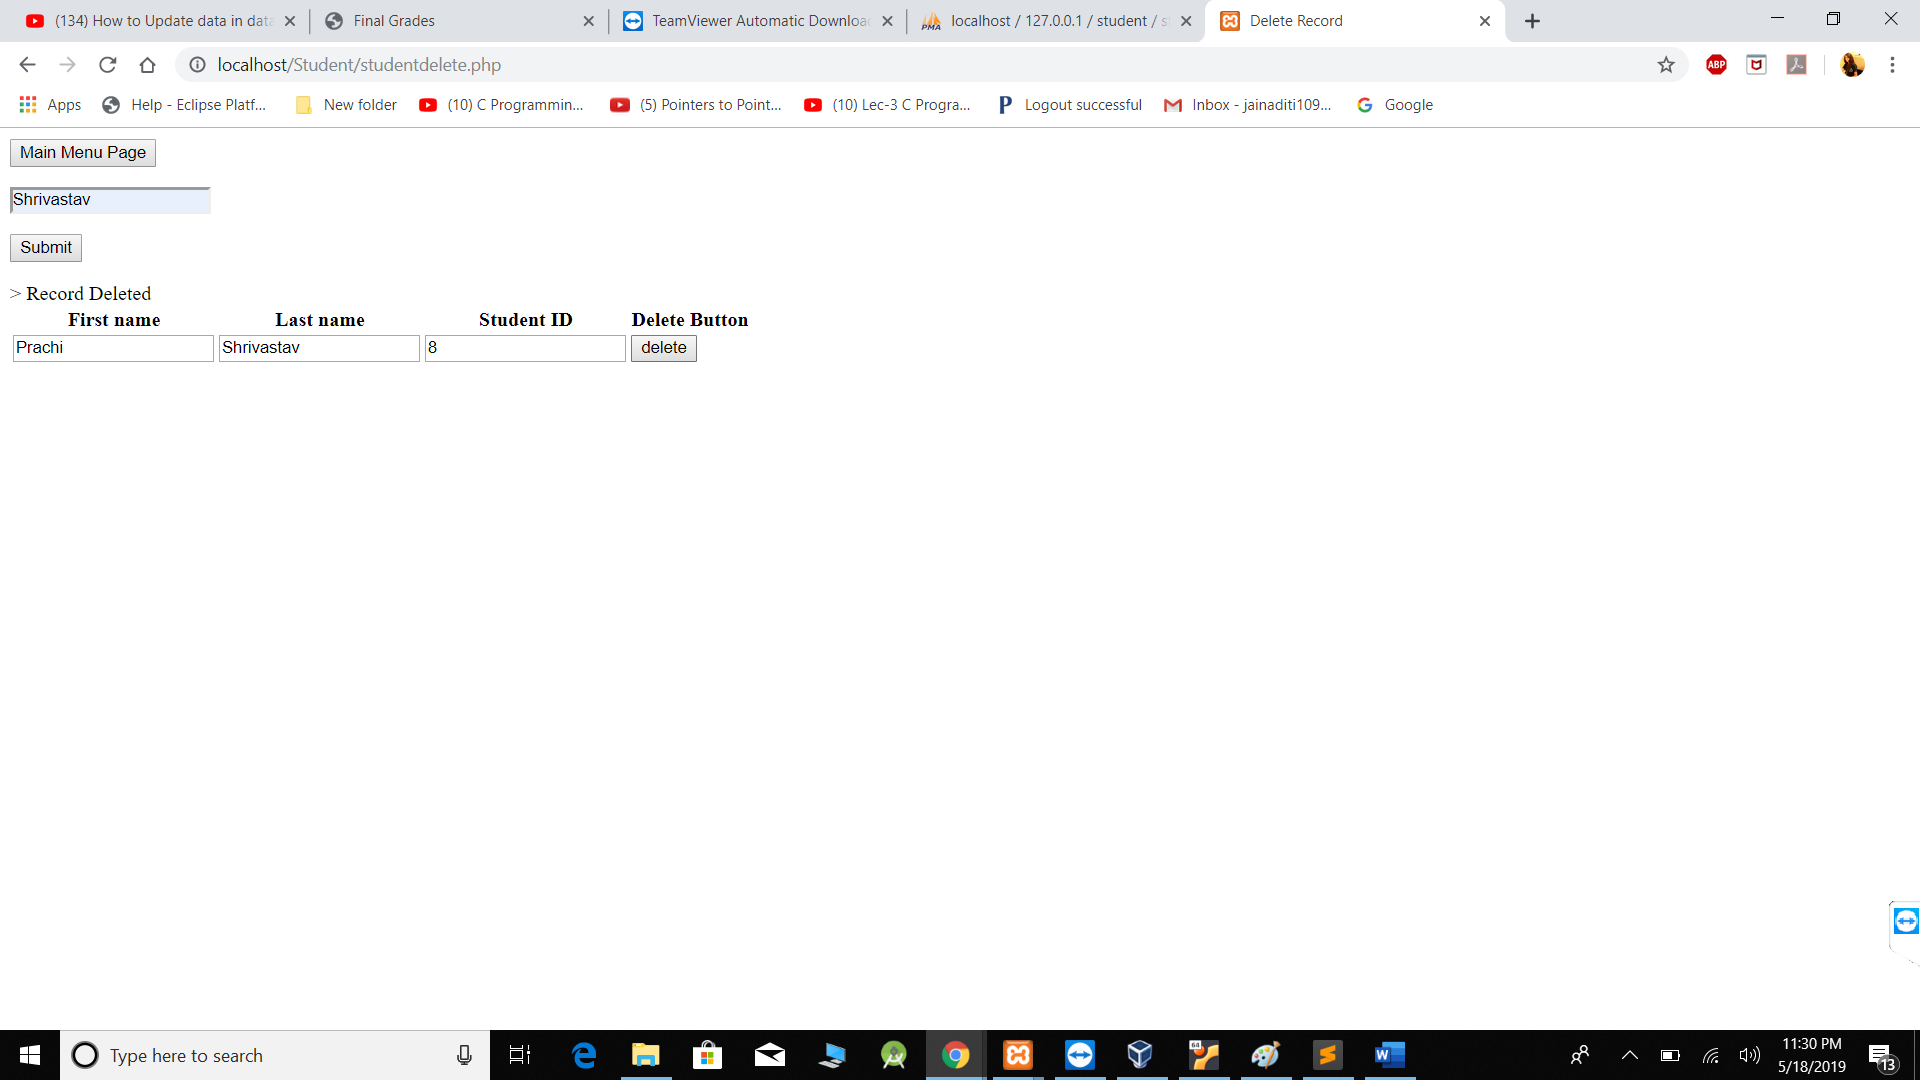 (134) How to Update data in data
Final Grades
TeamViewer Automatic Downloa
localhost / 127.0.0.1 / student / s
Delete Record
localhost/Student/studentdelete.php
ABP
Apps
Help - Eclipse Platf...
New folder
(10) C Programmin...
(5) Pointers to Point...
(10) Lec-3 C Progra...
Logout successful
Inbox - jainaditi109...
Google
Main Menu Page
Shrivastav
Submit
> Record Deleted
First name Last name Student ID Delete Button
Prachi Shrivastav 8 delete
Type here to search
11:30 PM
5/18/2019
13